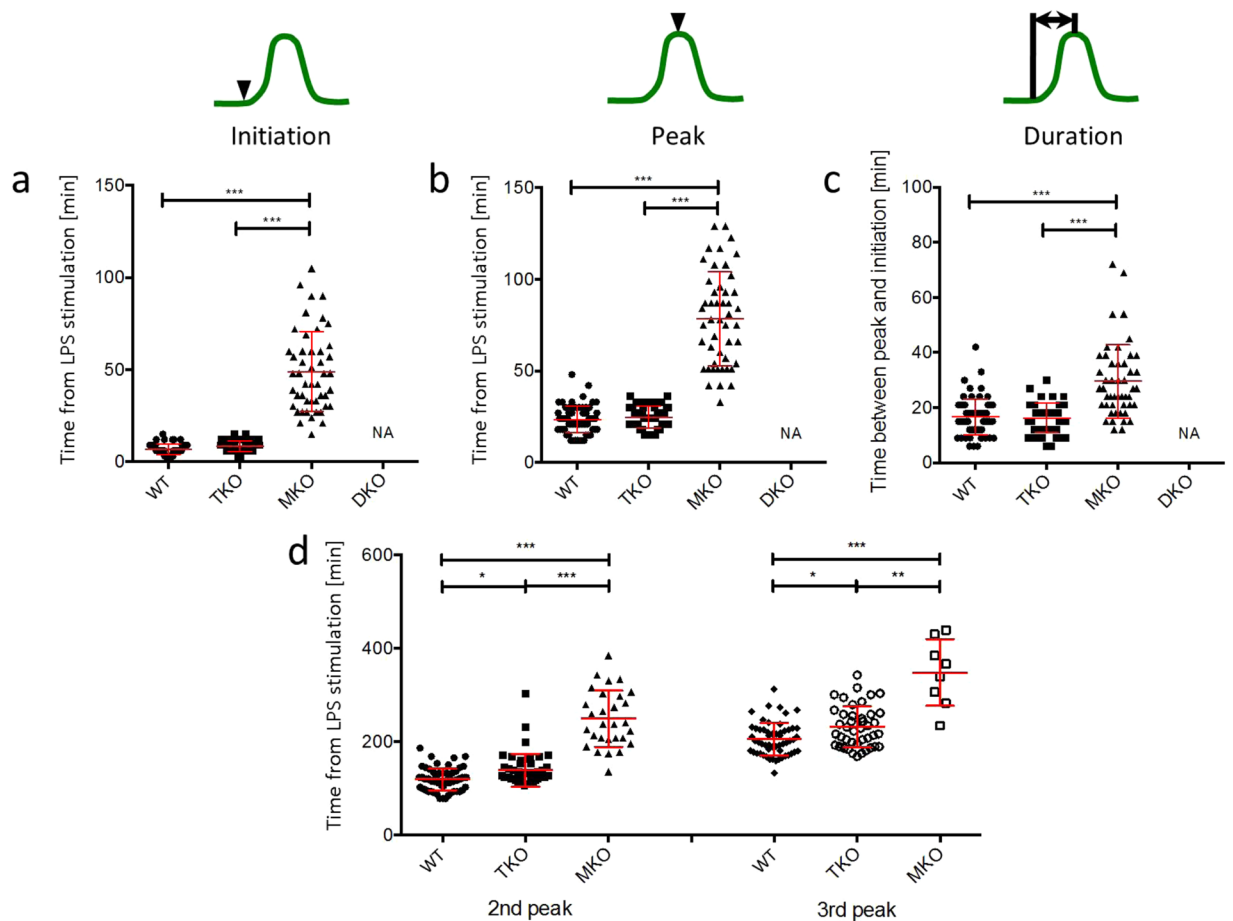 Initiation
Peak
Duration
a
Time from LPS stimulation [min]
150
100
50
0
***
***
NA
WT
TKO
MKO
DKO
b
Time from LPS stimulation [min]
150
100
50
0
***
***
NA
WT
TKO
MKO
DKO
c
Time between peak and initiation [min]
100
80
60
40
20
0
***
***
NA
WT
TKO
MKO
DKO
d
Time from LPS stimulation [min]
600
400
200
0
***
*
***
***
*
**
WT
TKO
MKO
WT
TKO
MKO
2nd peak
3rd peak